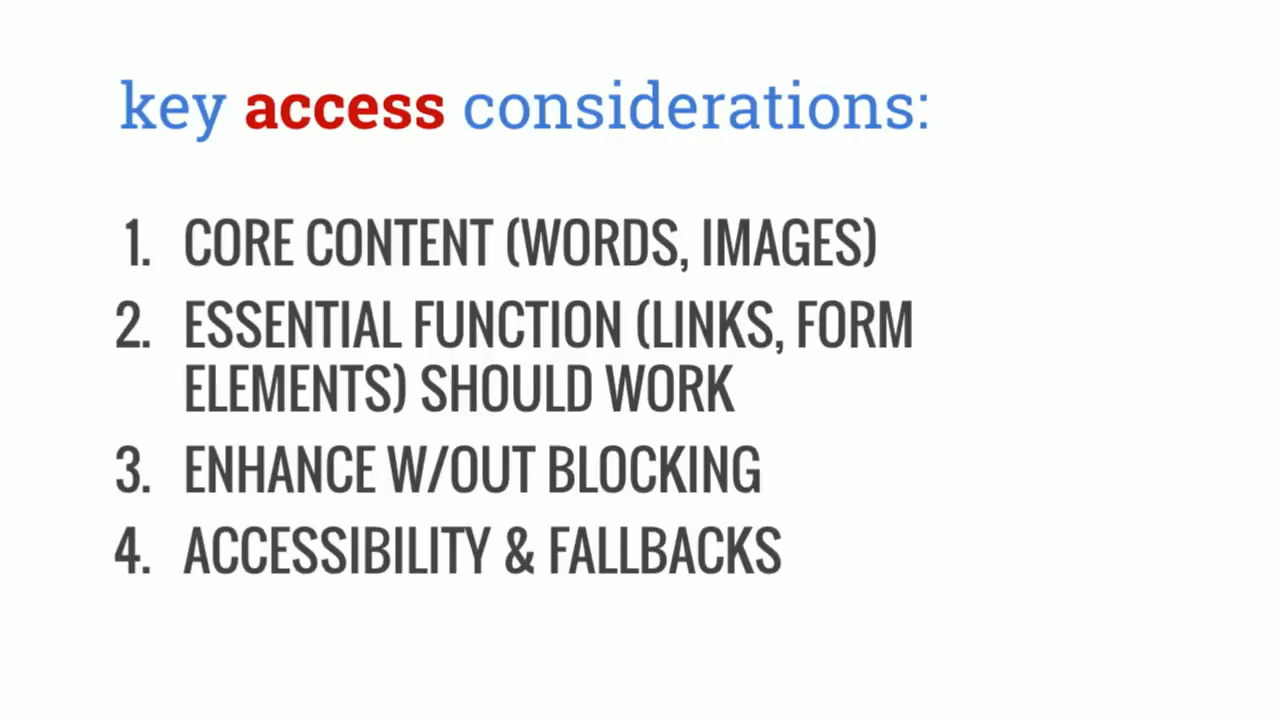 key access considerations:
1. CORE CONTENT (WORDS, IMAGES)
2. ESSENTIAL FUNCTION (LINKS, FORM
ELEMENTS) SHOULD WORK
3. ENHANCE W/OUT BLOCKING
4. ACCESSIBILITY & FALLBACKS